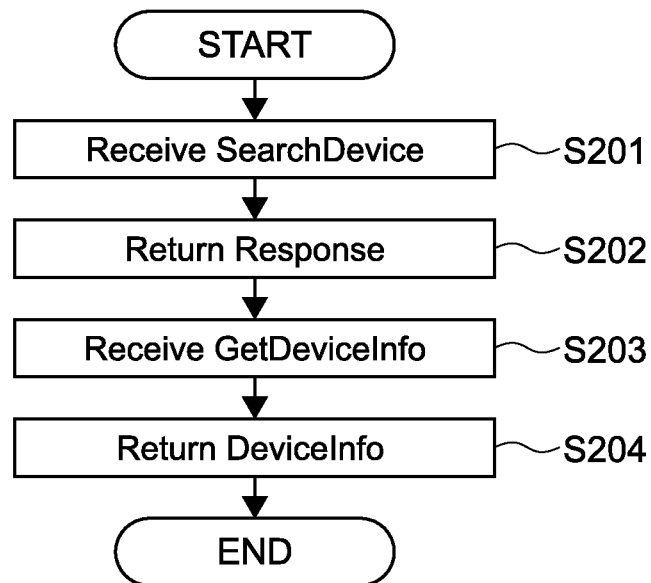 START
Receive SearchDevice S201
Return Response S202
Receive GetDeviceInfo S203
Return DeviceInfo S204
END